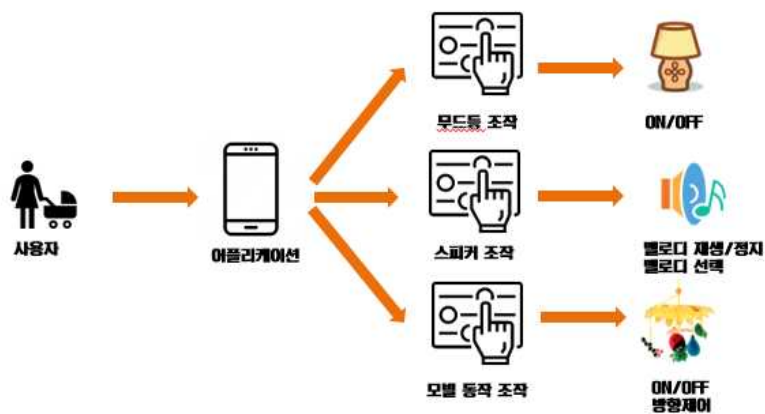 무드등 조작
ON/OFF
사용자
어플리케이션
스피커 조작
멜로디 재생/정지
멜로디 선택
모빌 동작 조작
ON/OFF
방향제어